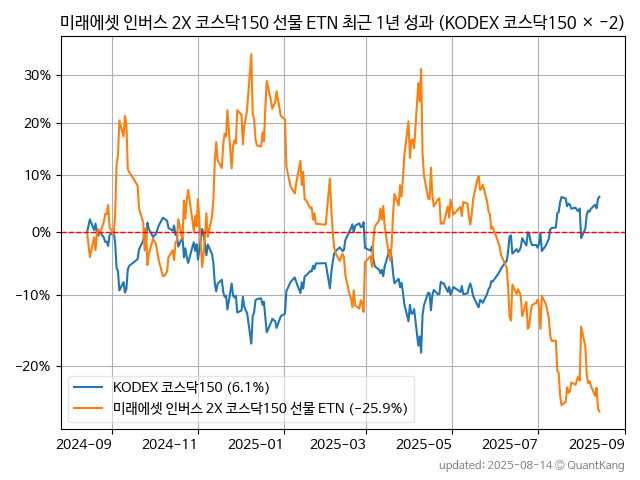 미래에셋 인버스 2X 코스닥150 선물 ETN 최근 1년 성과 (KODEX 코스닥150 × −2)
30%
20%
10%
0%
−10%
−20%
KODEX 코스닥150 (6.1%)
미래에셋 인버스 2X 코스닥150 선물 ETN (−25.9%)
2024-09 2024-11 2025-01 2025-03 2025-05 2025-07 2025-09
updated: 2025-08-14 © QuantKang